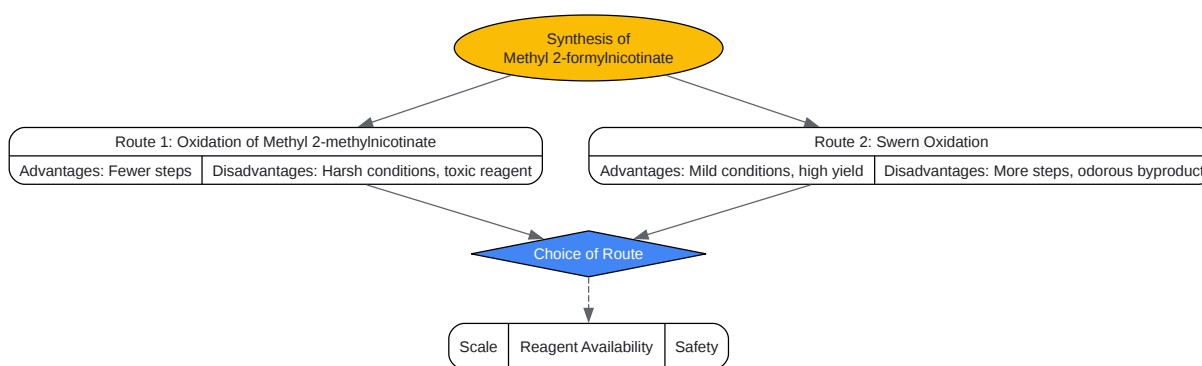 Synthesis of
Methyl 2-formylnicotinate
Route 1: Oxidation of Methyl 2-methylnicotinate
Advantages: Fewer steps
Disadvantages: Harsh conditions, toxic reagent
Route 2: Swern Oxidation
Advantages: Mild conditions, high yield
Disadvantages: More steps, odorous byproduct
Choice of Route
Scale
Reagent Availability
Safety